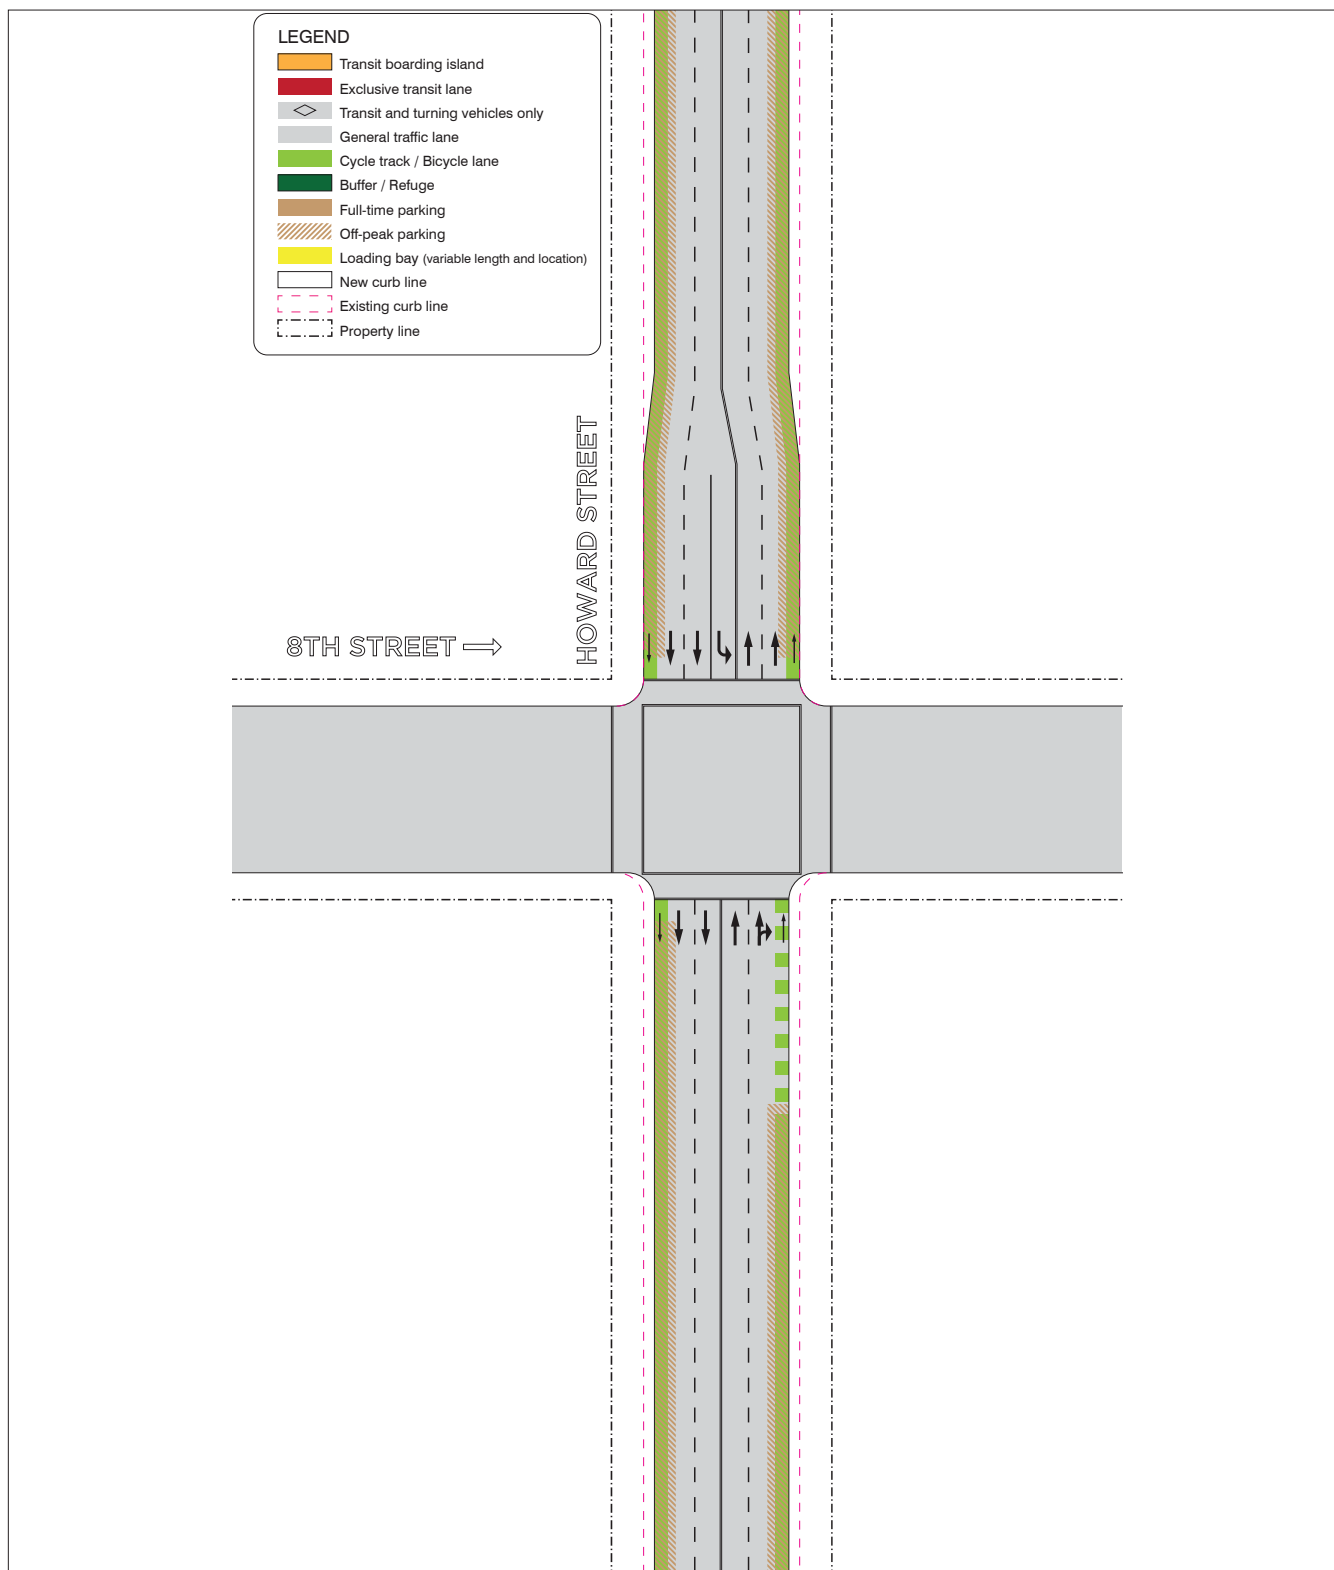 LEGEND
Transit boarding island
Exclusive transit lane
Transit and turning vehicles only
General traffic lane
Cycle track / Bicycle lane
Buffer / Refuge
Full-time parking
Off-peak parking
Loading bay (variable length and location)
New curb line
Existing curb line
Property line
HOWARD STREET
8TH STREET